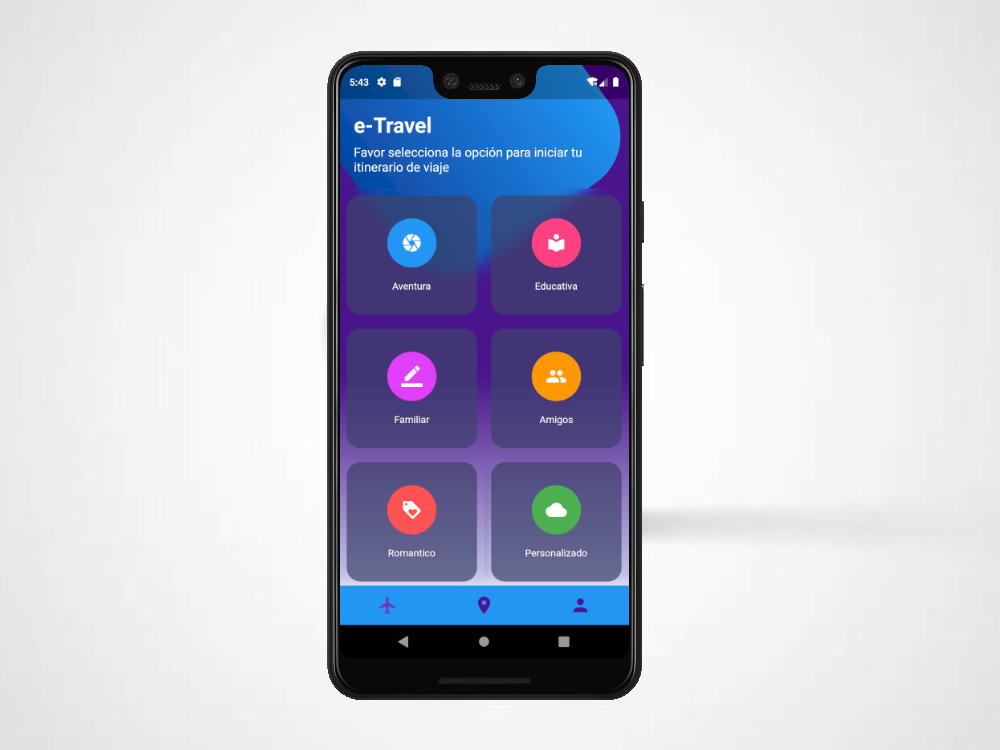 5:43
e-Travel
Favor selecciona la opción para iniciar tu
itinerario de viaje
Aventura
Educativa
Familiar
Amigos
Romantico
Personalizado